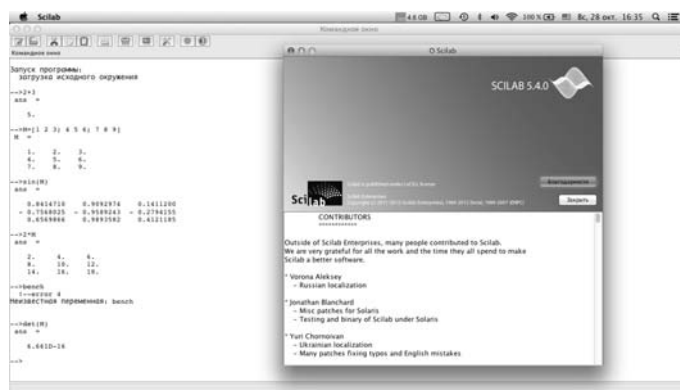 Scilab
4.6 GB
100 %
Вс, 28 окт. 16:35
Командное окно
Командное окно
Запуск программы:
загрузка исходного окружения
-->2+3
ans =
5.
-->M=[1 2 3; 4 5 6; 7 8 9]
M =
1. 2. 3.
4. 5. 6.
7. 8. 9.
-->sin(M)
ans =
0.8414710 0.9092974 0.1411200
- 0.7568025 - 0.9589243 - 0.2794155
0.6569866 0.9893582 0.4121185
-->2*M
ans =
2. 4. 6.
8. 10. 12.
14. 16. 18.
-->bench
!--error 4
Неизвестная переменная: bench
-->det(M)
ans =
6.661D-16
-->
О Scilab
SCILAB 5.4.0
Scilab
Благодарности
Закрыть
CONTRIBUTORS
============
Outside of Scilab Enterprises, many people contributed to Scilab.
We are very grateful for all the work and the time they all spend to make
Scilab a better software.
* Vorona Aleksey
- Russian localization
* Jonathan Blanchard
- Misc patches for Solaris
- Testing and binary of Scilab under Solaris
* Yuri Chornoivan
- Ukrainian localization
- Many patches fixing typos and English mistakes